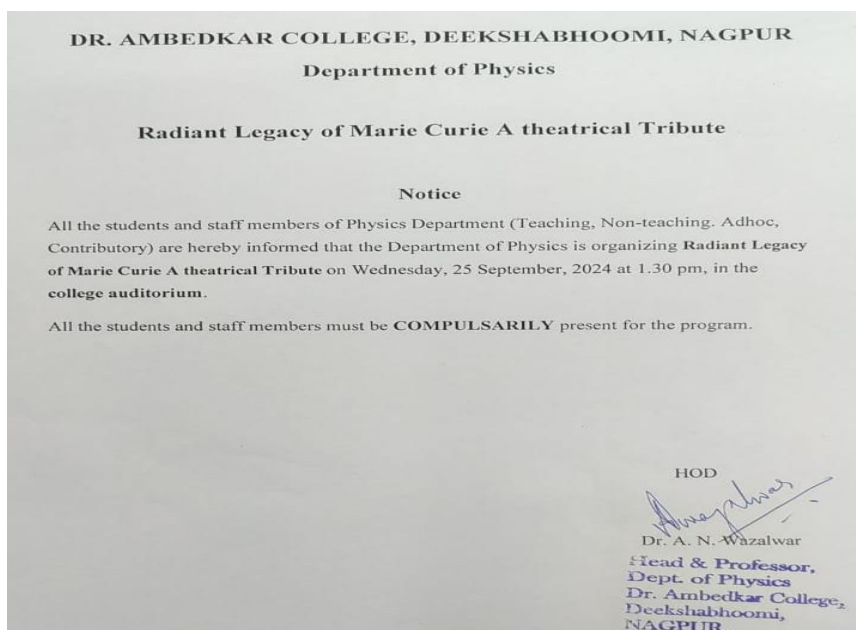 DR. AMBEDKAR COLLEGE, DEEKSHABHOOMI, NAGPUR
Department of Physics
Radiant Legacy of Marie Curie A theatrical Tribute
Notice
All the students and staff members of Physics Department (Teaching, Non-teaching. Adhoc,
Contributory) are hereby informed that the Department of Physics is organizing Radiant Legacy
of Marie Curie A theatrical Tribute on Wednesday, 25 September, 2024 at 1.30 pm, in the
college auditorium.
All the students and staff members must be COMPULSARILY present for the program.
HOD
Dr. A. N. Wazalwar
Head & Professor,
Dept. of Physics
Dr. Ambedkar College,
Deekshabhoomi,
NAGPUR